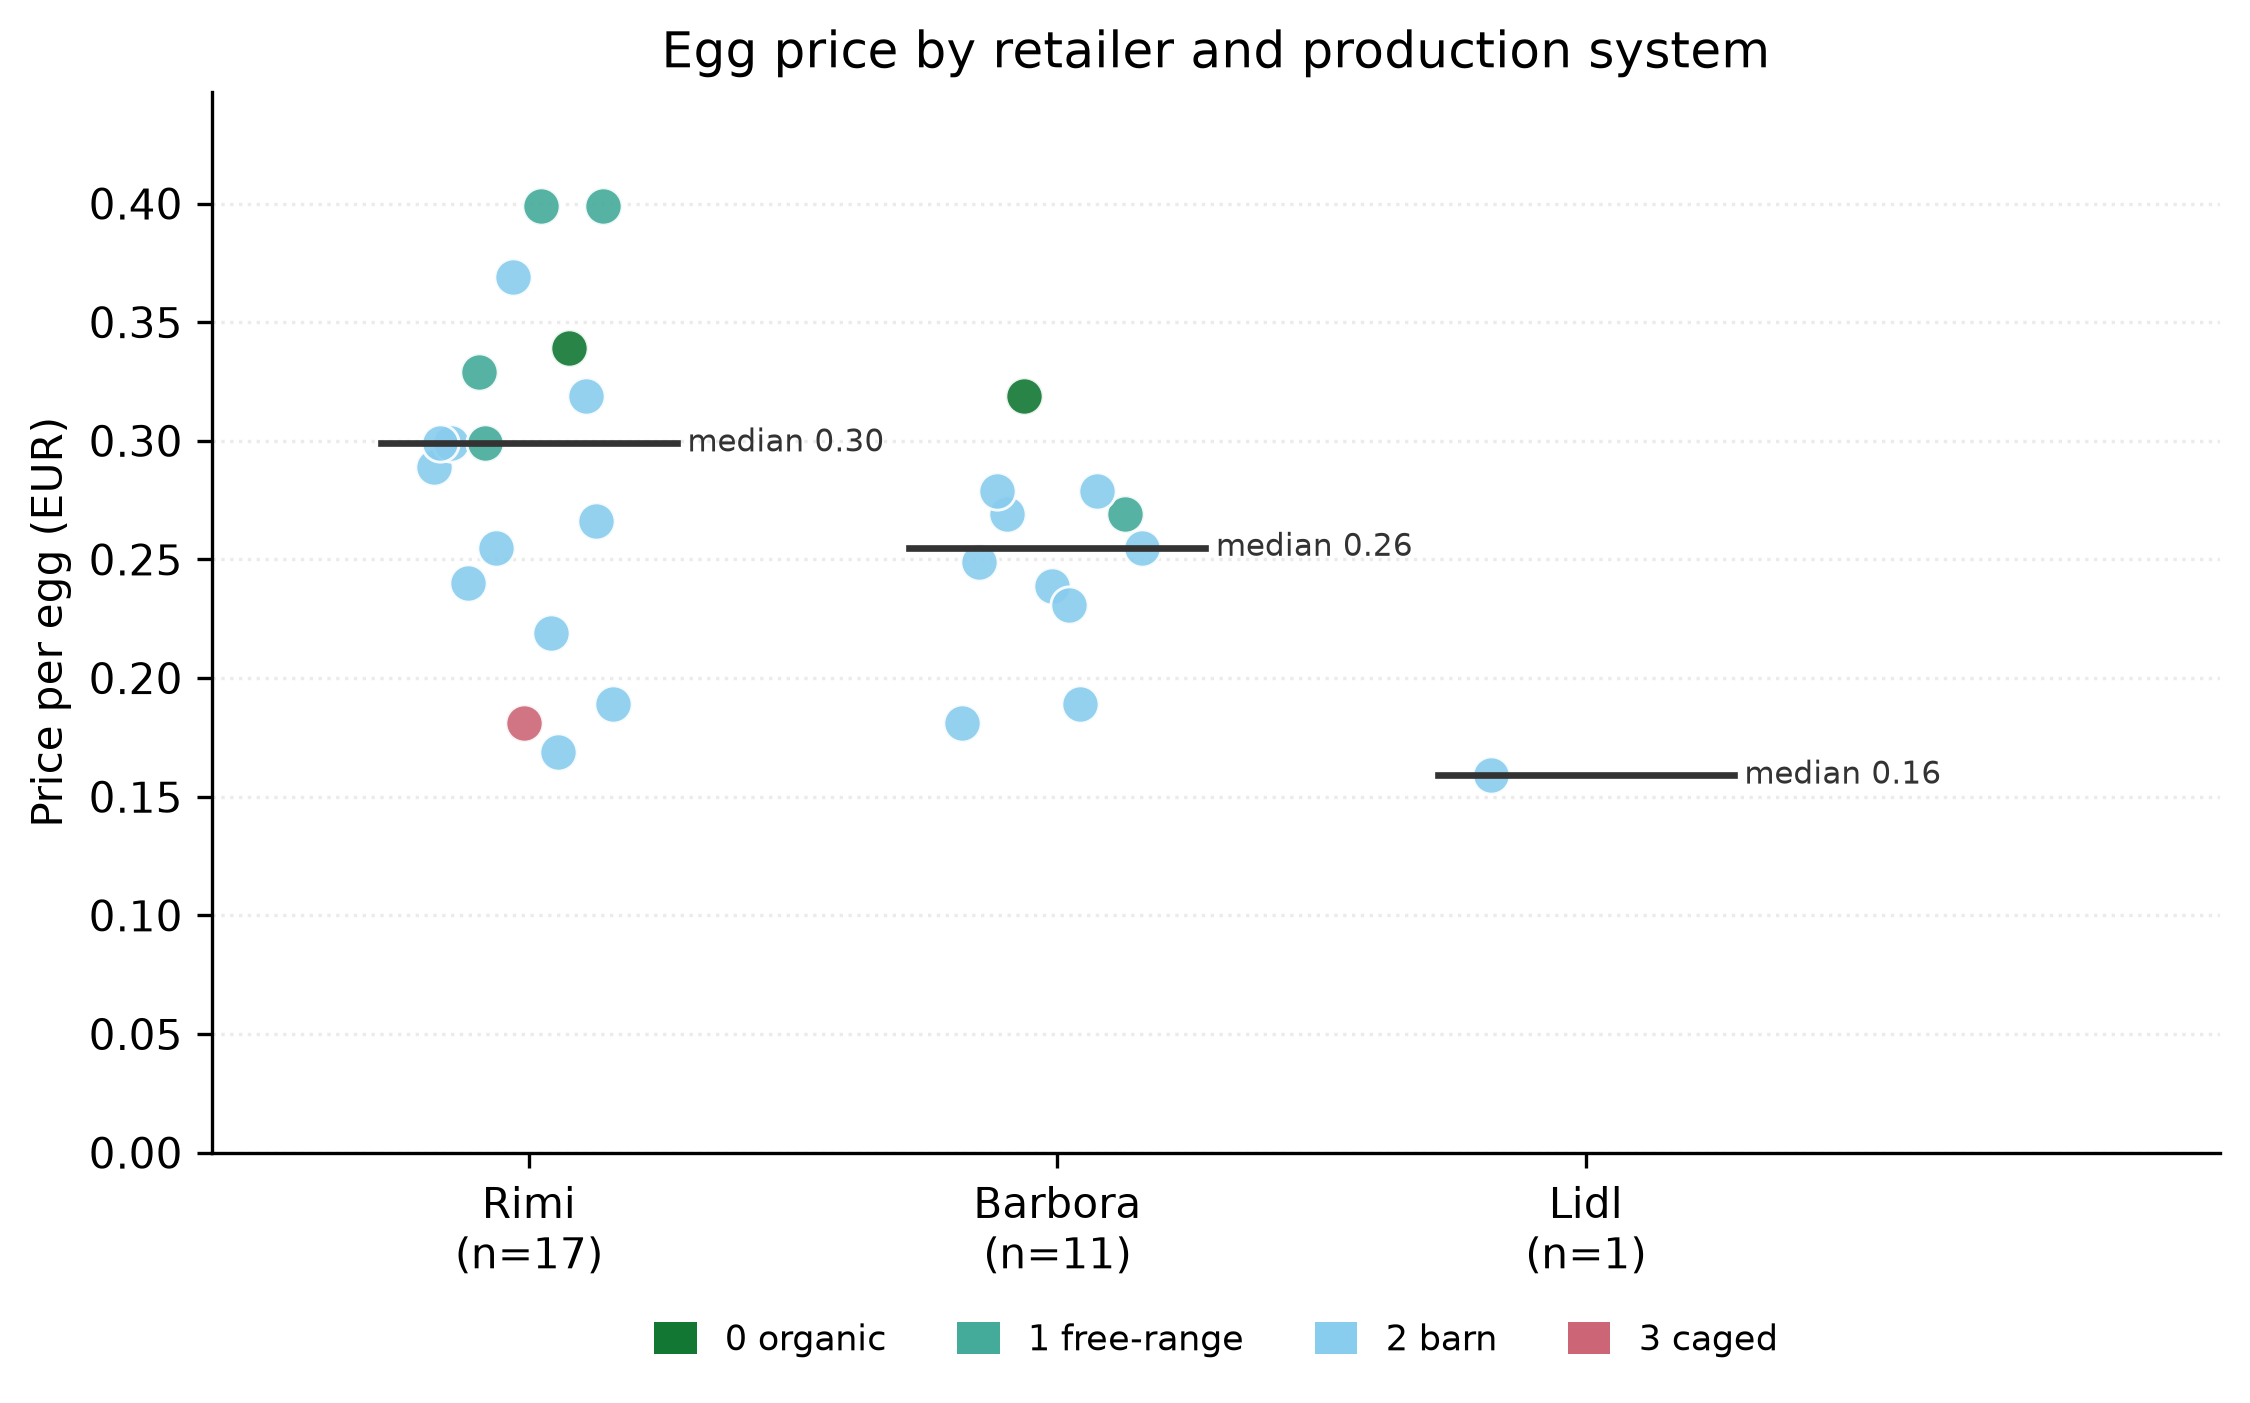 Egg price by retailer and production system
Price per egg (EUR)
0.40
0.35
0.30
0.25
0.20
0.15
0.10
0.05
0.00
median 0.30
median 0.26
median 0.16
Rimi
(n=17)
Barbora
(n=11)
Lidl
(n=1)
0 organic
1 free-range
2 barn
3 caged